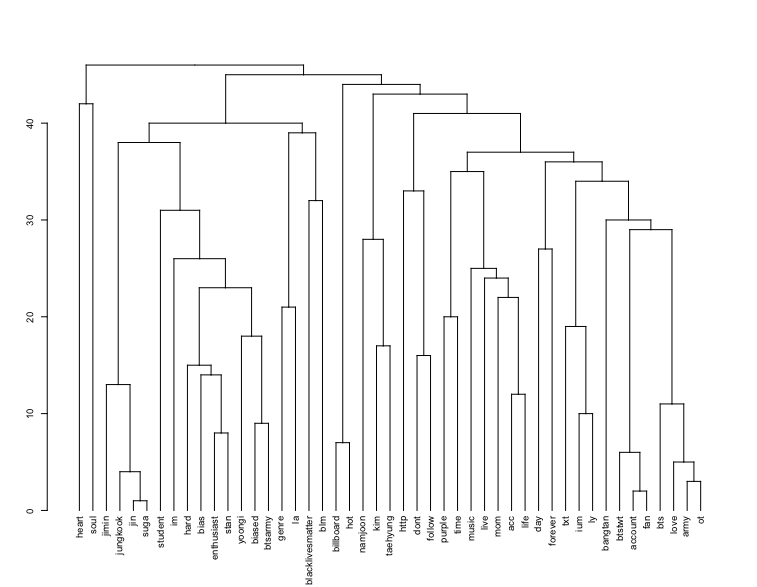 40
30
20
10
0
heart
soul
jimin
jungkook
jin
suga
student
im
hard
bias
enthusiast
stan
yoongi
biased
btsarmy
genre
la
blacklivesmatter
blm
billboard
hot
namjoon
kim
taehyung
http
dont
follow
purple
time
music
live
mom
acc
life
day
forever
txt
ium
ly
bangtan
btstwt
account
fan
bts
love
army
ot